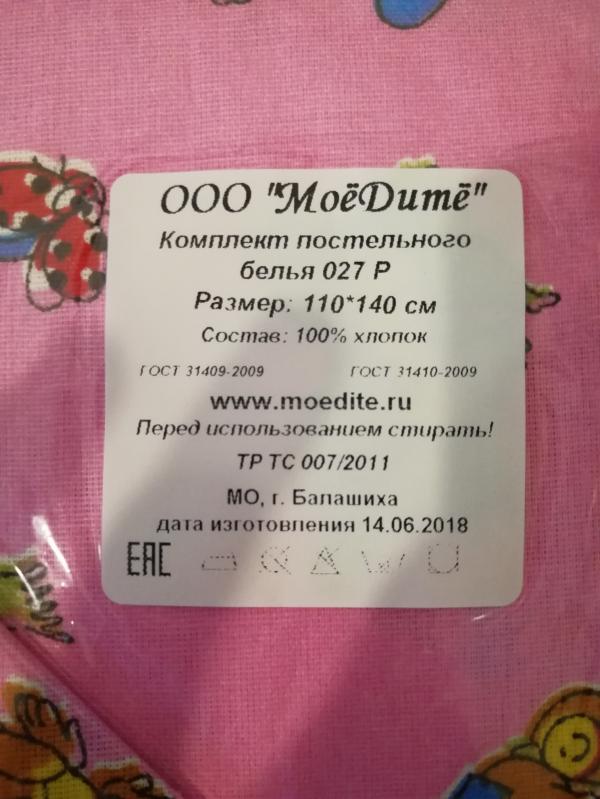 ООО "МоёДитё"
Комплект постельного
белья 027 Р
Размер: 110*140 см
Состав: 100% хлопок
ГОСТ 31409-2009 ГОСТ 31410-2009
www.moedite.ru
Перед использованием стирать!
ТР ТС 007/2011
МО, г. Балашиха
дата изготовления 14.06.2018
ЕАС